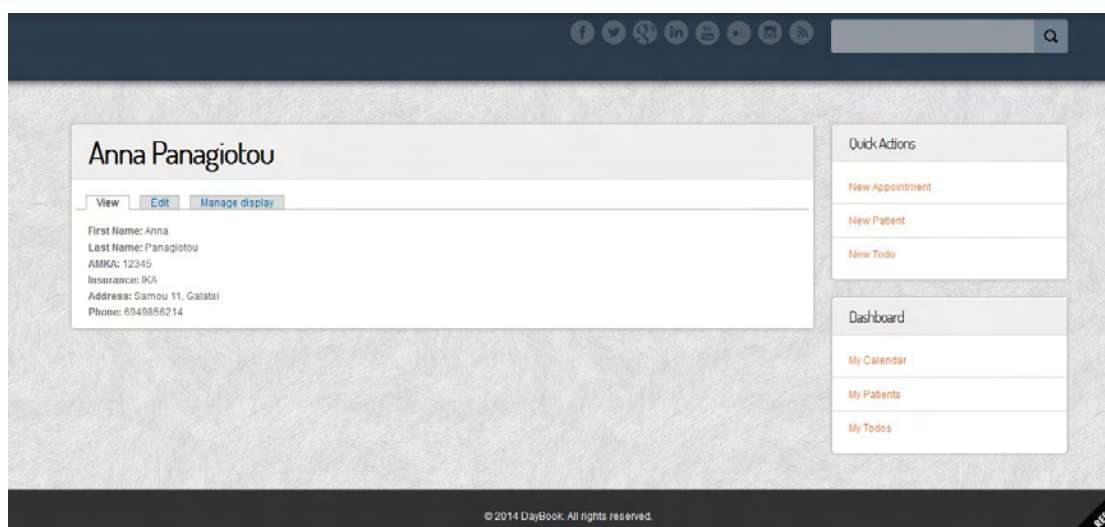 Anna Panagiotou
View Edit Manage display
First Name: Anna
Last Name: Panagiotou
AMKA: 12345
Insurance: IKA
Address: Samou 11, Galatsi
Phone: 6949856214
Quick Actions
New Appointment
New Patient
New Todo
Dashboard
My Calendar
My Patients
My Todos
© 2014 DayBook. All rights reserved.